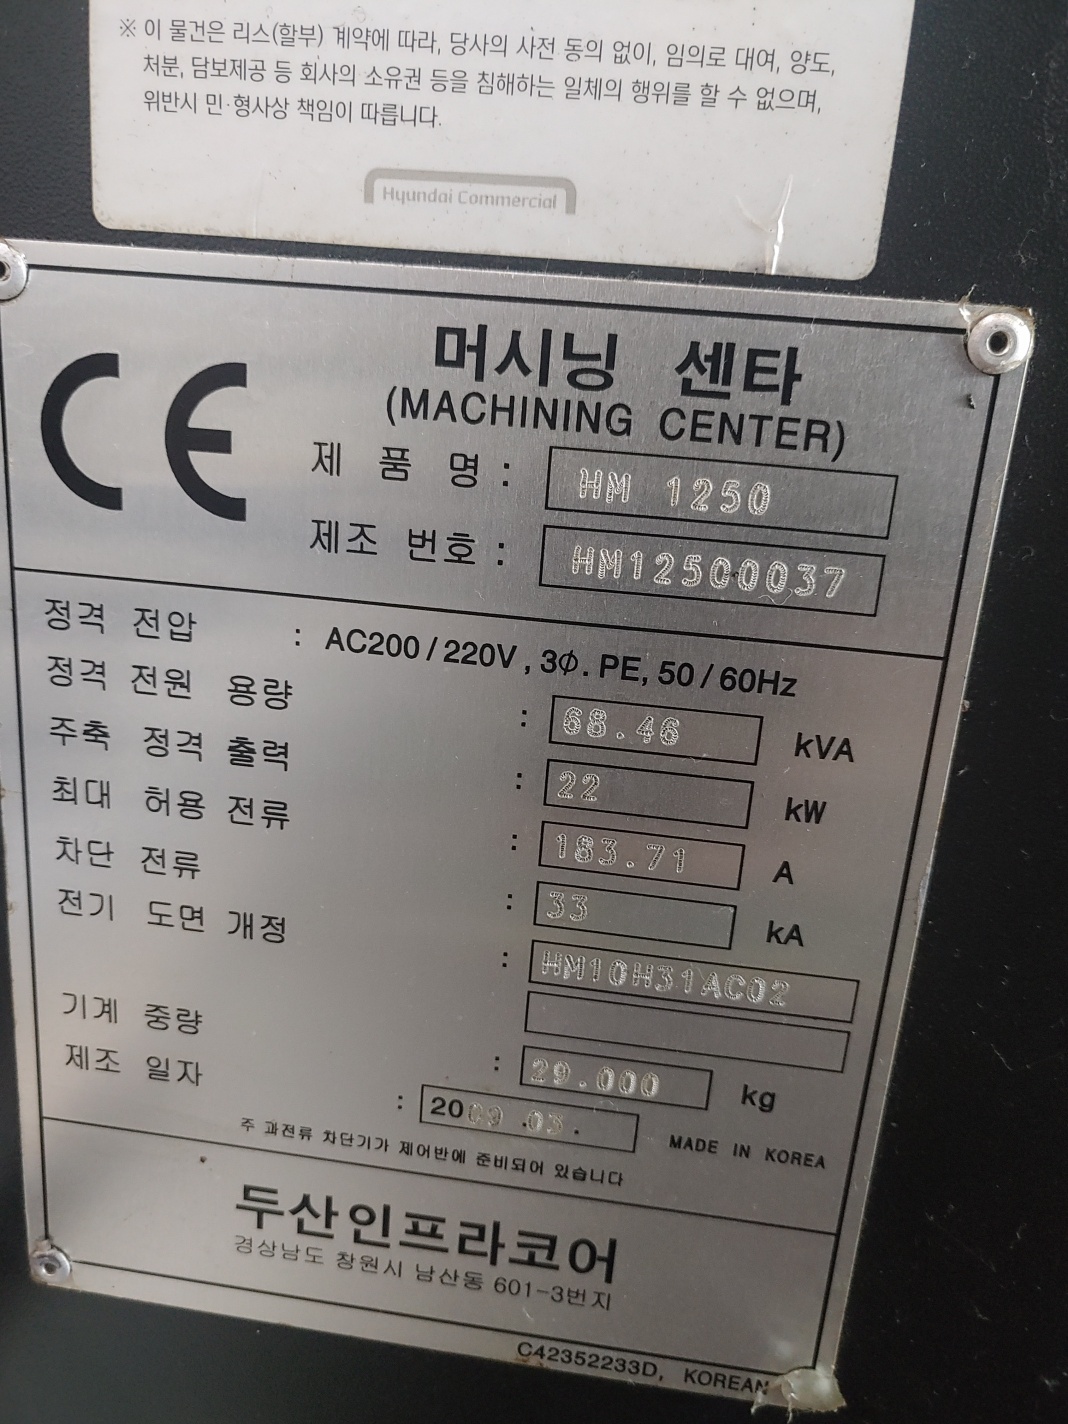 ※ 이 물건은 리스(할부) 계약에 따라, 당사의 사전 동의 없이, 임의로 대여, 양도,
처분, 담보제공 등 회사의 소유권 등을 침해하는 일체의 행위를 할 수 없으며,
위반시 민·형사상 책임이 따릅니다.
Hyundai Commercial
CE
머시닝 센타
(MACHINING CENTER)
제 품 명 : HM 1250
제조 번호 : HM12500037
정격 전압 : AC200/220V, 3Φ. PE, 50/60Hz
정격 전원 용량 : 68.46 kVA
주축 정격 출력 : 22 kW
최대 허용 전류 : 183.71 A
차단 전류 : 33 kA
전기 도면 개정 : HM10H31AC02
기계 중량 : 29.000 kg
제조 일자 : 2009.03.
MADE IN KOREA
주 과전류 차단기가 제어반에 준비되어 있습니다
두산인프라코어
경상남도 창원시 남산동 601-3번지
C42352233D, KOREAN